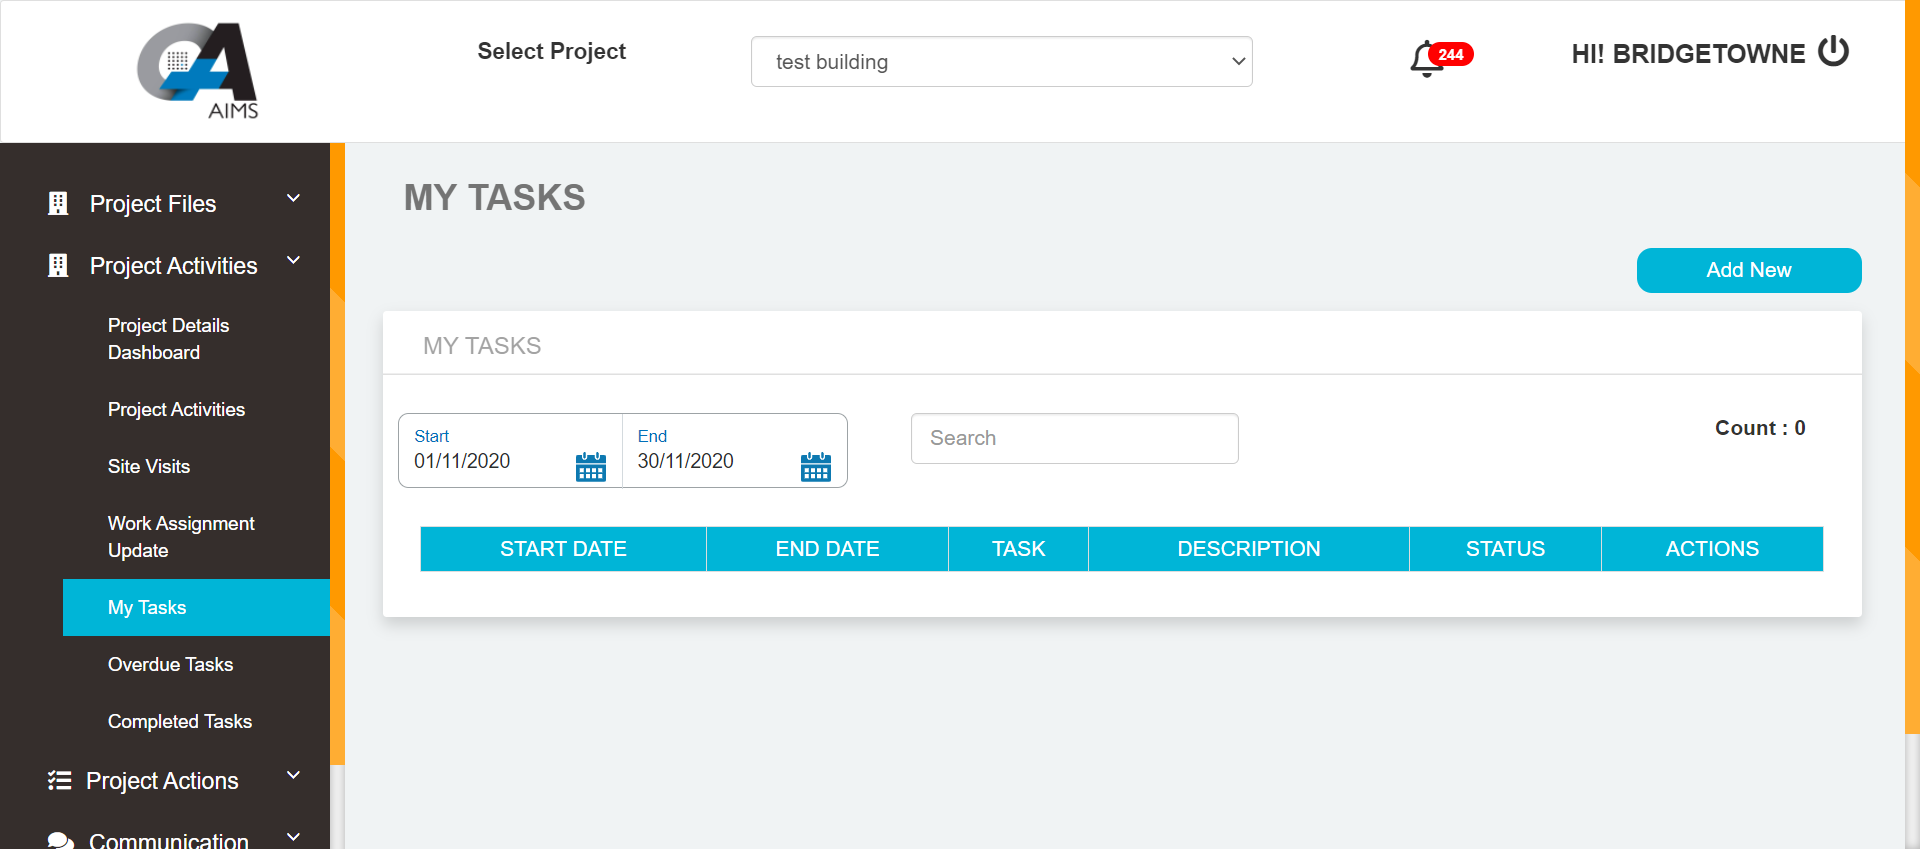 AIMS
Select Project
test building
244
HI! BRIDGETOWNE
Project Files
Project Activities
Project Details
Dashboard
Project Activities
Site Visits
Work Assignment
Update
My Tasks
Overdue Tasks
Completed Tasks
Project Actions
Communication
MY TASKS
Add New
MY TASKS
Start
01/11/2020
End
30/11/2020
Search
Count : 0
START DATE END DATE TASK DESCRIPTION STATUS ACTIONS